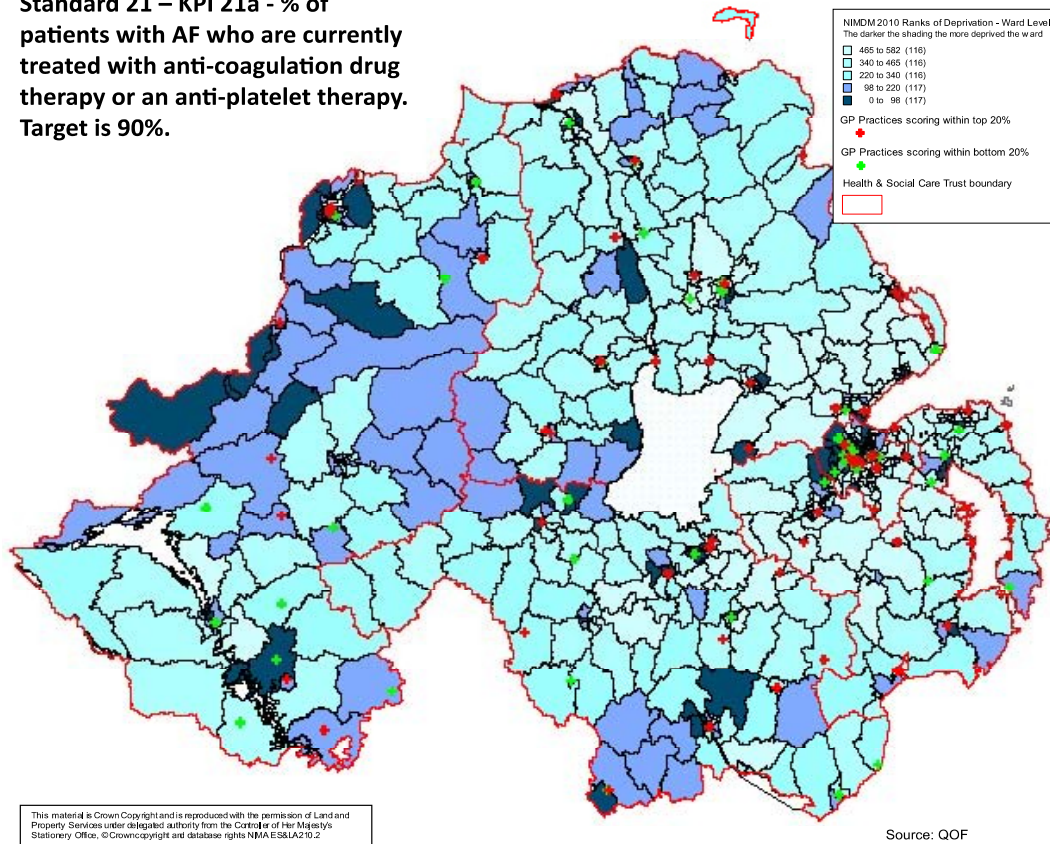 Standard 21 – KPI 21a - % of
patients with AF who are currently
treated with anti-coagulation drug
therapy or an anti-platelet therapy.
Target is 90%.
NIMDM 2010 Ranks of Deprivation - Ward Level
The darker the shading the more deprived the ward
465 to 582 (116)
340 to 465 (116)
220 to 340 (116)
98 to 220 (117)
0 to 98 (117)
GP Practices scoring within top 20%
GP Practices scoring within bottom 20%
Health & Social Care Trust boundary
This material is Crown Copyright and is reproduced with the permission of Land and
Property Services under delegated authority from the Controller of Her Majesty's
Stationery Office, © Crown copyright and database rights NIMA ES&LA210.2
Source: QOF